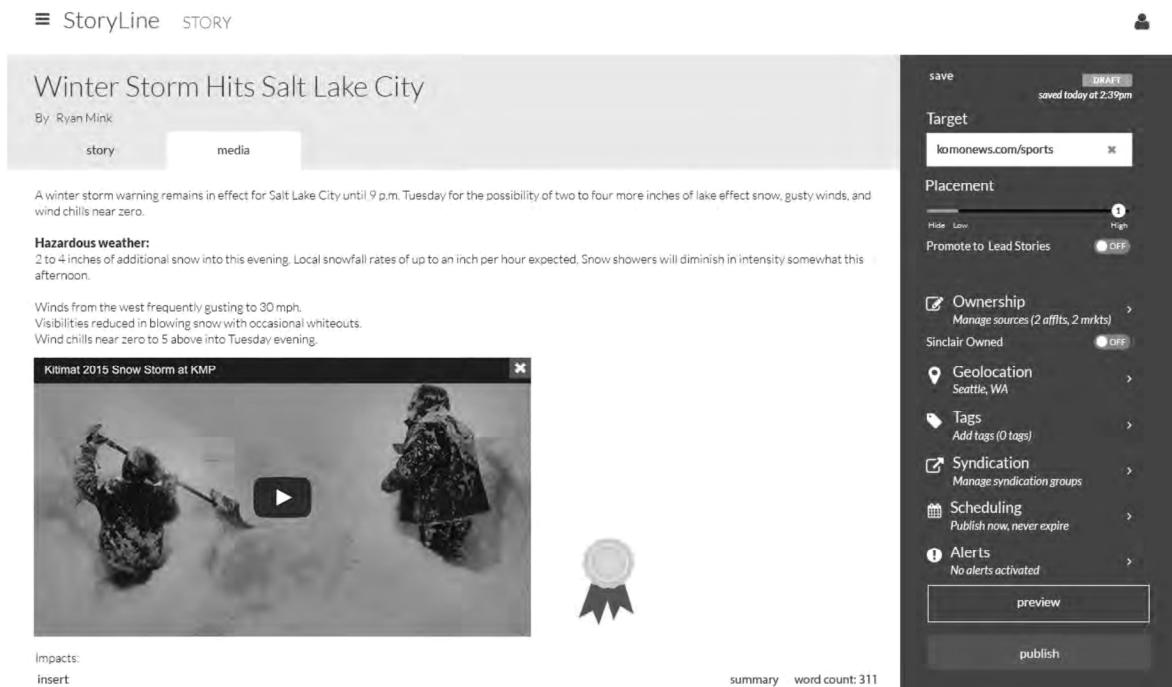 StoryLine STORY
Winter Storm Hits Salt Lake City
By Ryan Mink
story media
A winter storm warning remains in effect for Salt Lake City until 9 p.m. Tuesday for the possibility of two to four more inches of lake effect snow, gusty winds, and
wind chills near zero.
Hazardous weather:
2 to 4 inches of additional snow into this evening. Local snowfall rates of up to an inch per hour expected. Snow showers will diminish in intensity somewhat this
afternoon.
Winds from the west frequently gusting to 30 mph.
Visibilities reduced in blowing snow with occasional whiteouts.
Wind chills near zero to 5 above into Tuesday evening.
Kitimat 2015 Snow Storm at KMP
Impacts:
insert summary word count: 311
save DRAFT
saved today at 2:39pm
Target
komonews.com/sports
Placement
1
Hide Low High
Promote to Lead Stories OFF
Ownership
Manage sources (2 afflts, 2 mrkts)
Sinclair Owned OFF
Geolocation
Seattle, WA
Tags
Add tags (0 tags)
Syndication
Manage syndication groups
Scheduling
Publish now, never expire
Alerts
No alerts activated
preview
publish